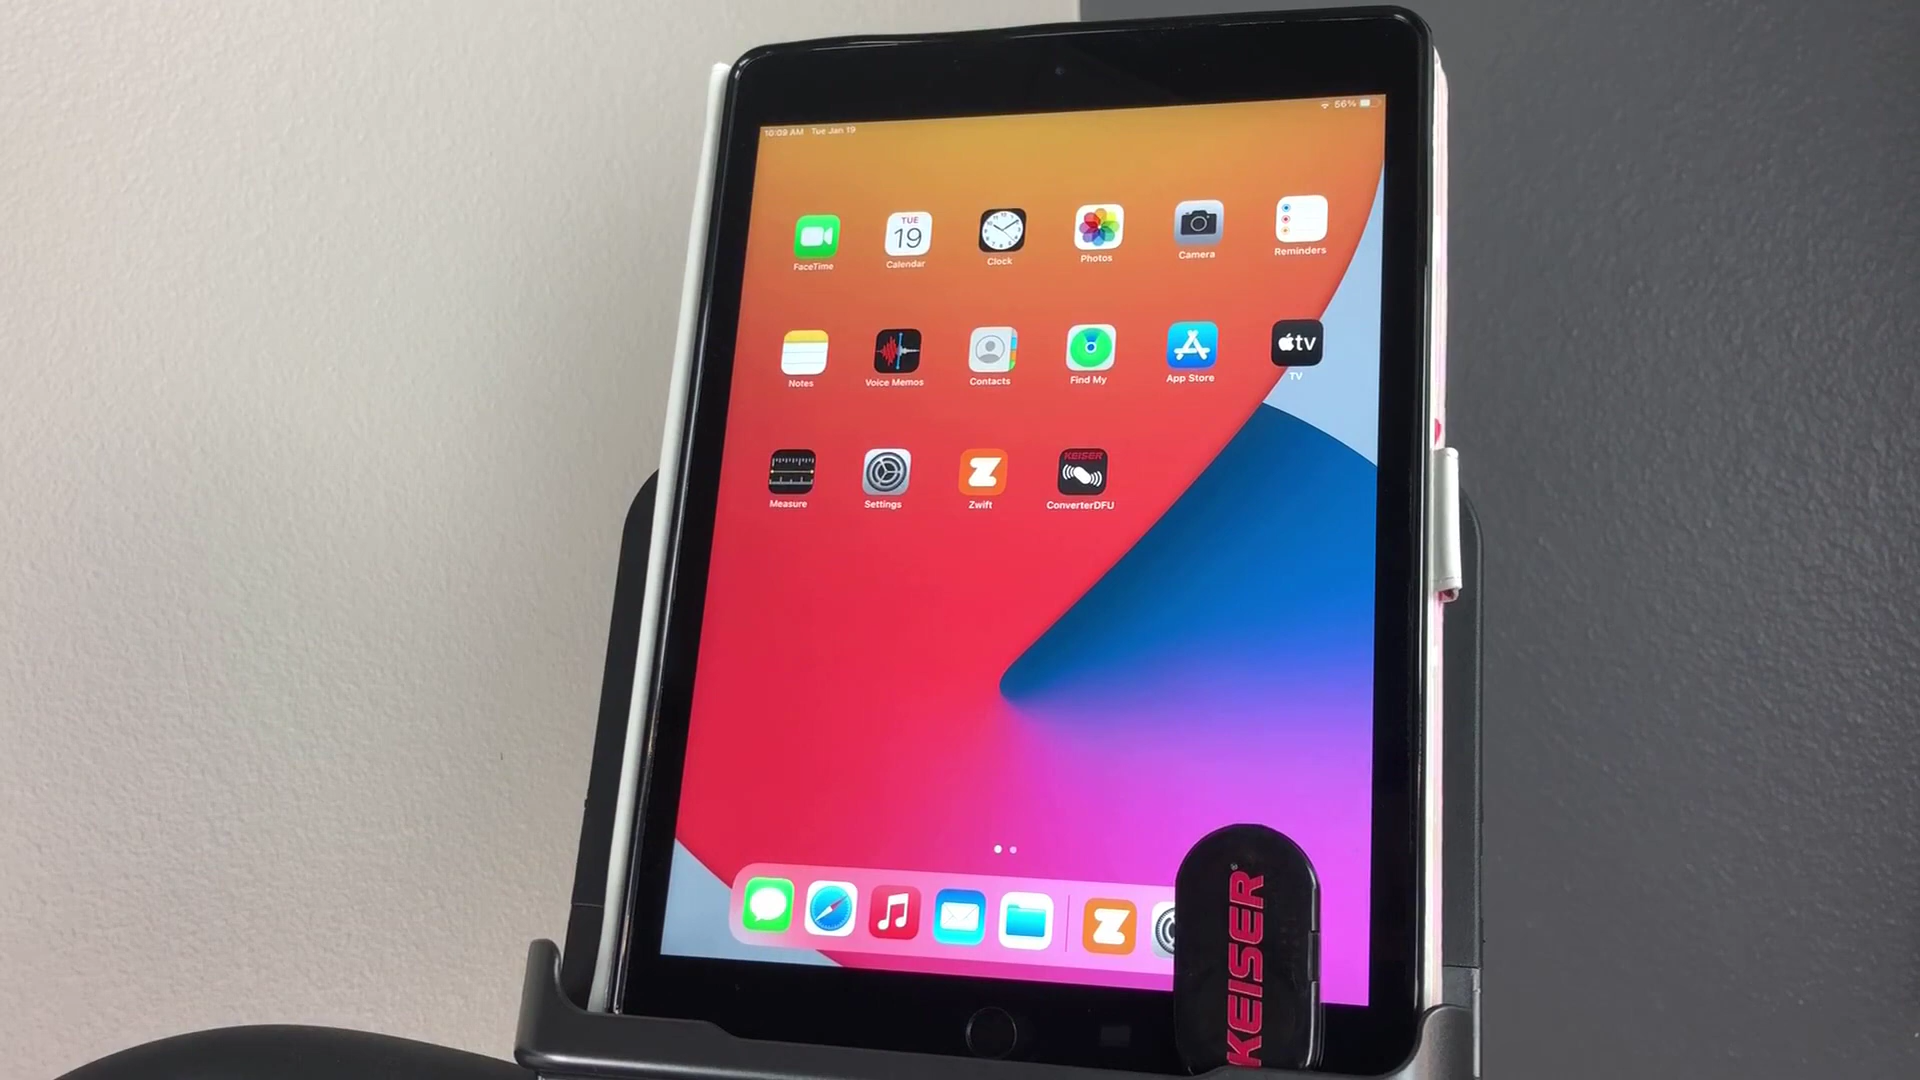 10:09 AM Tue Jan 19
56%
TUE
19
FaceTime
Calendar
Clock
Photos
Camera
Reminders
tv
Notes
Voice Memos
Contacts
Find My
App Store
TV
KEISER
Measure
Settings
Zwift
ConverterDFU
KEISER®